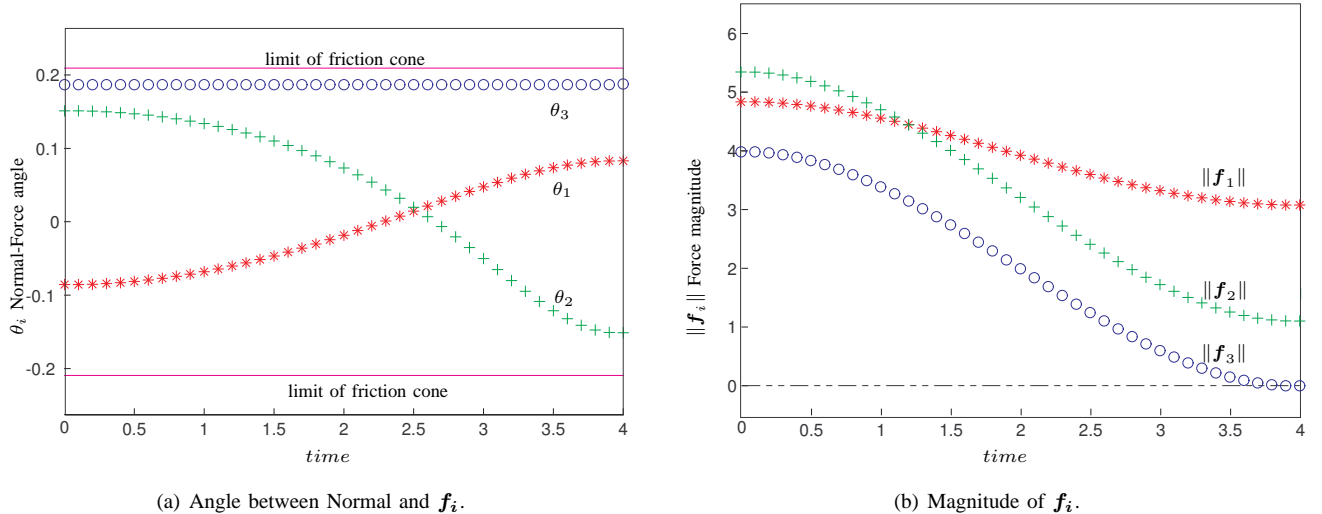 limit of friction cone
0.2
0.1
0
-0.1
-0.2
θ3
θ1
θ2
limit of friction cone
θi Normal-Force angle
0 0.5 1 1.5 2 2.5 3 3.5 4
time
(a) Angle between Normal and fi.
6
5
4
3
2
1
0
‖f1‖
‖f2‖
‖f3‖
‖fi‖ Force magnitude
0 0.5 1 1.5 2 2.5 3 3.5 4
time
(b) Magnitude of fi.